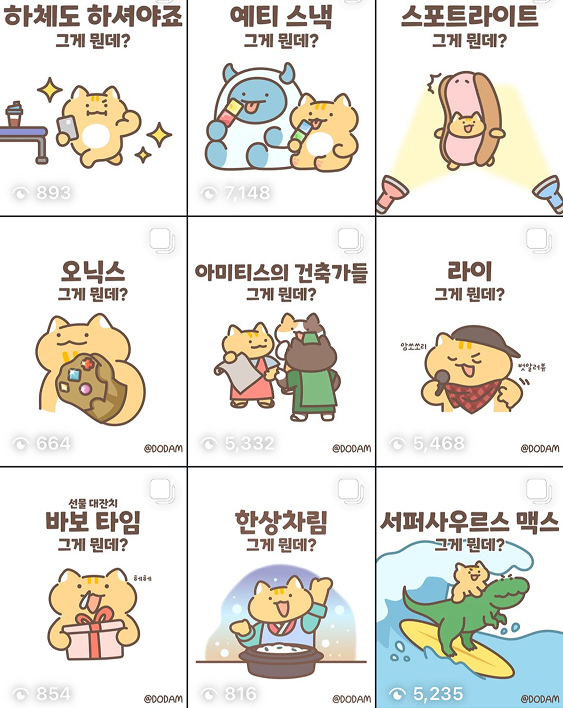 하체도 하셔야죠
그게 뭔데?
893
예티 스낵
그게 뭔데?
7,148
스포트라이트
그게 뭔데?
오닉스
그게 뭔데?
664
아미티스의 건축가들
그게 뭔데?
5,332
@DODAM
라이
그게 뭔데?
앙쏘쏘리
벗알러뷰
5,468
@DODAM
선물 대잔치
바보 타임
그게 뭔데?
헤헤
854
@DODAM
한상차림
그게 뭔데?
816
@DODAM
서퍼사우르스 맥스
그게 뭔데?
5,235
@DODAM